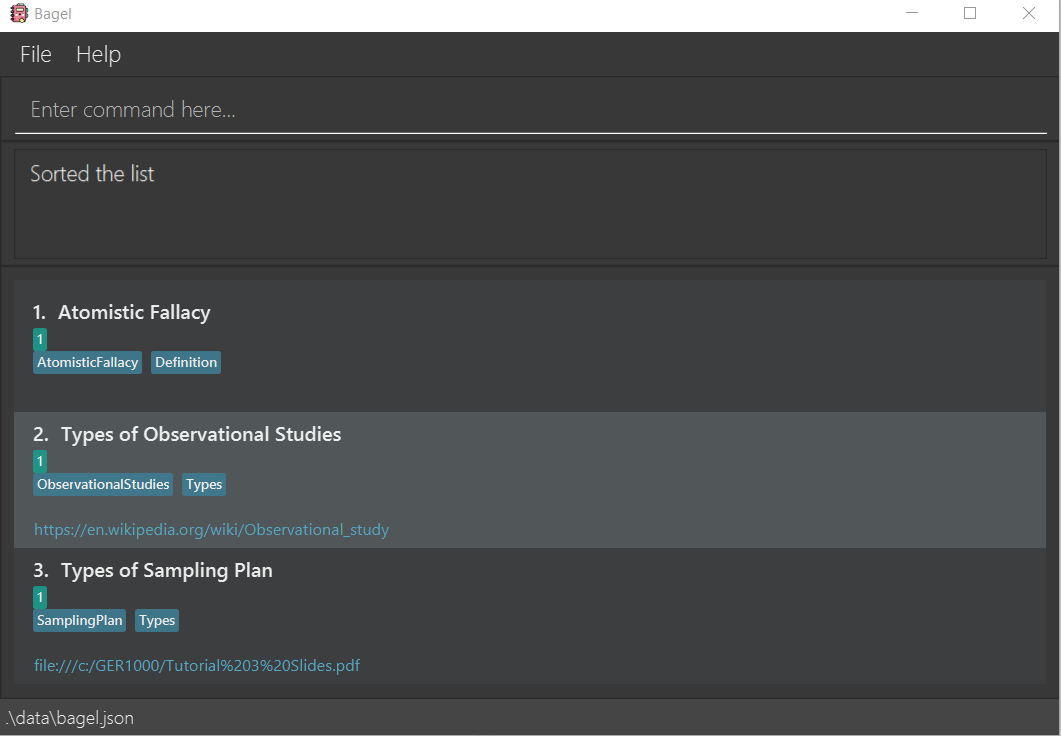 Bagel
File Help
Enter command here...
Sorted the list
1. Atomistic Fallacy
1
AtomisticFallacy Definition
2. Types of Observational Studies
1
ObservationalStudies Types
https://en.wikipedia.org/wiki/Observational_study
3. Types of Sampling Plan
1
SamplingPlan Types
file:///c:/GER1000/Tutorial%203%20Slides.pdf
.\data\bagel.json